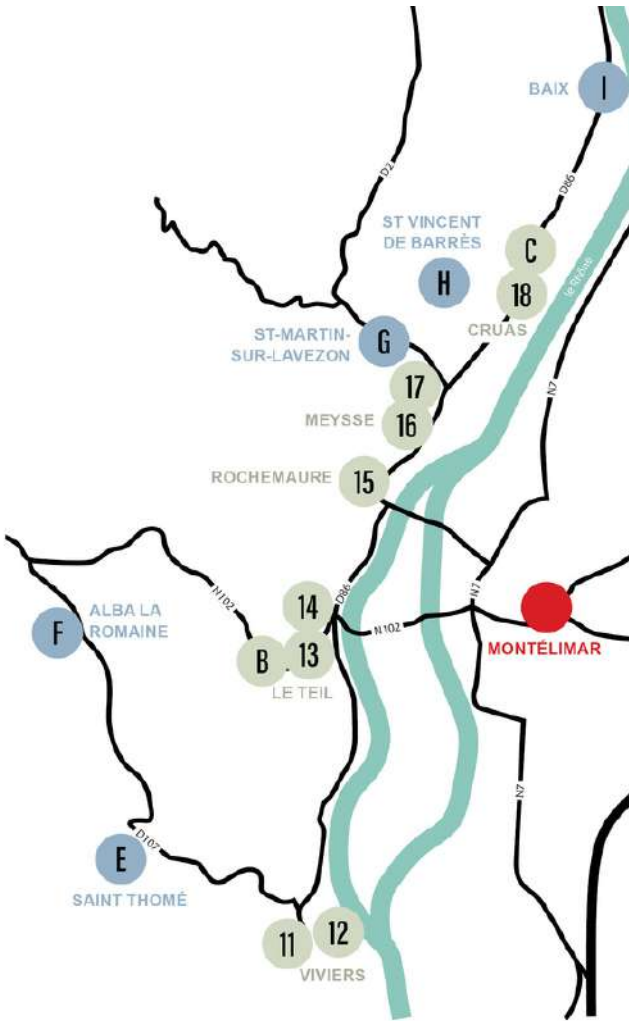 I
BAIX
D2
D86
ST VINCENT
DE BARRÈS
C
H
18
le Rhône
CRUAS
ST-MARTIN-
SUR-LAVEZON
G
17
N7
MEYSSE
16
ROCHEMAURE
15
N102
D86
N7
14
ALBA LA
ROMAINE
F
N102
B
13
MONTÉLIMAR
LE TEIL
N7
D107
E
SAINT THOMÉ
11
12
VIVIERS